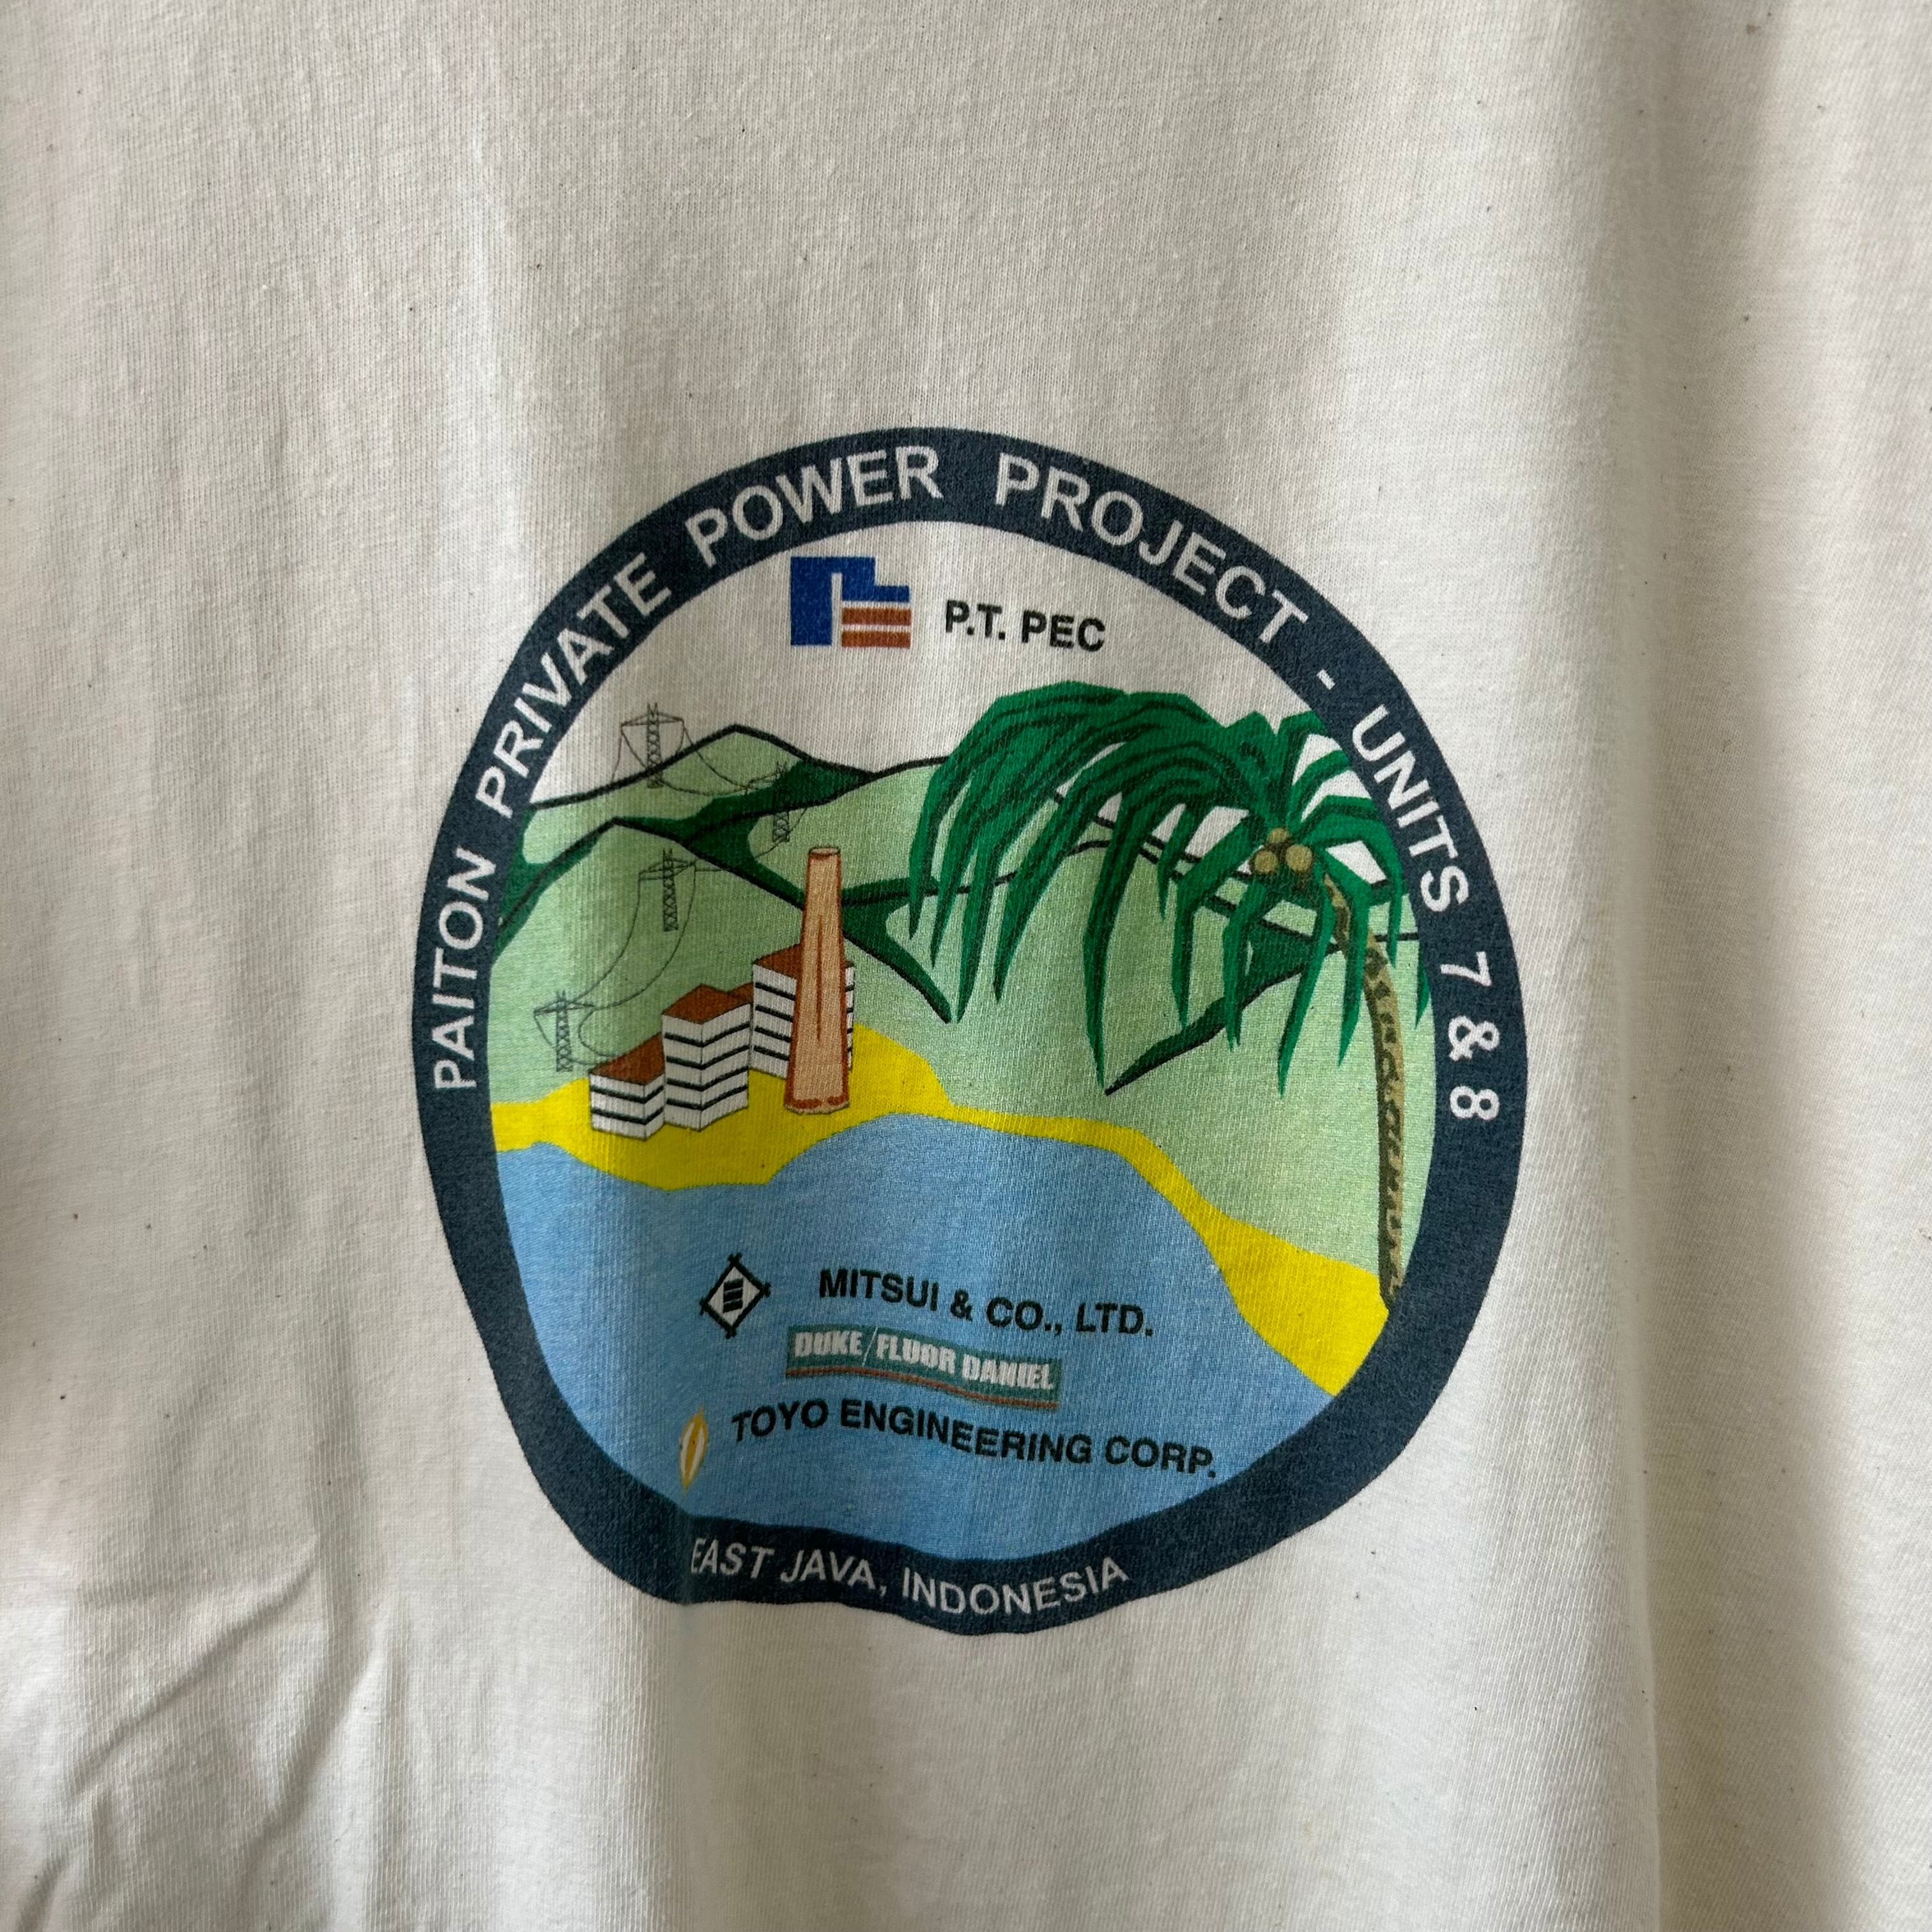 PAITON PRIVATE POWER PROJECT - UNITS 7 & 8
P.T. PEC
MITSUI & CO., LTD.
DUKE/FLUOR DANIEL
TOYO ENGINEERING CORP.
EAST JAVA, INDONESIA